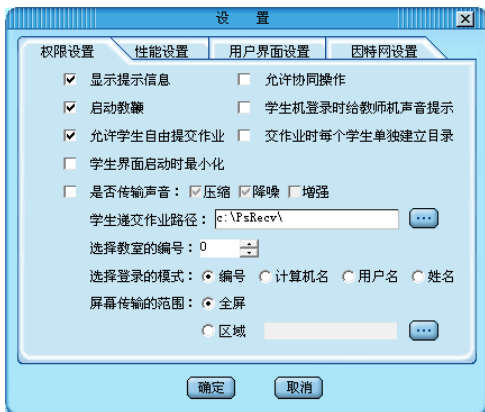 设 置
权限设置 性能设置 用户界面设置 因特网设置
显示提示信息 允许协同操作
启动教鞭 学生机登录时给教师机声音提示
允许学生自由提交作业 交作业时每个学生单独建立目录
学生界面启动时最小化
是否传输声音： 压缩 降噪 增强
学生递交作业路径： c:\PsRecv\ ...
选择教室的编号： 0
选择登录的模式： 编号 计算机名 用户名 姓名
屏幕传输的范围： 全屏
区域 ...
确定 取消